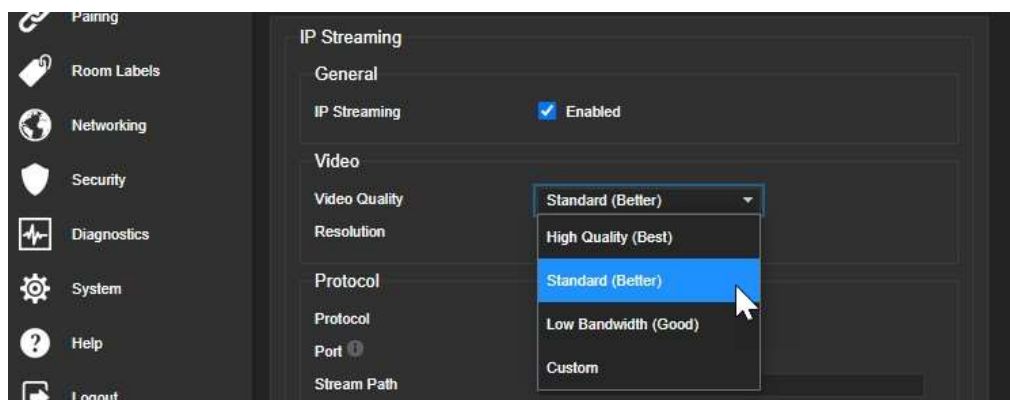 Pairing
Room Labels
Networking
Security
Diagnostics
System
Help
Logout
IP Streaming
General
IP Streaming
Enabled
Video
Video Quality
Standard (Better)
Resolution
High Quality (Best)
Standard (Better)
Low Bandwidth (Good)
Custom
Protocol
Protocol
Port
Stream Path